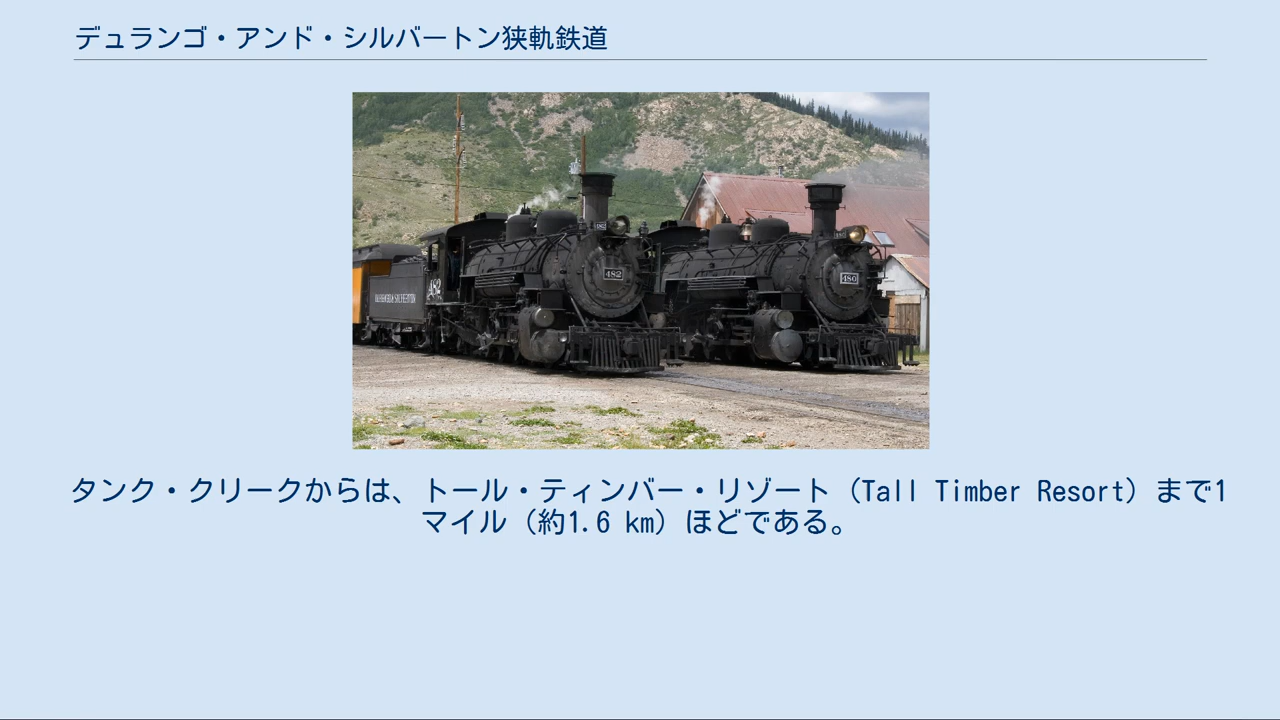 デュランゴ・アンド・シルバートン狭軌鉄道
482
480
482
タンク・クリークからは、トール・ティンバー・リゾート（Tall Timber Resort）まで1
マイル（約1.6 km）ほどである。